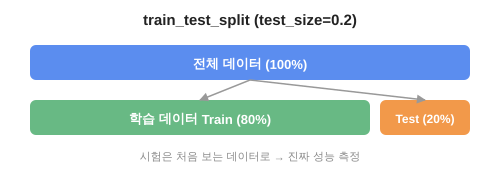 train_test_split (test_size=0.2)
전체 데이터 (100%)
학습 데이터 Train (80%)
Test (20%)
시험은 처음 보는 데이터로 → 진짜 성능 측정